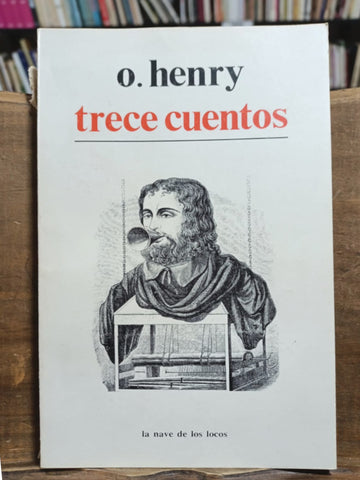 o. henry
trece cuentos
la nave de los locos